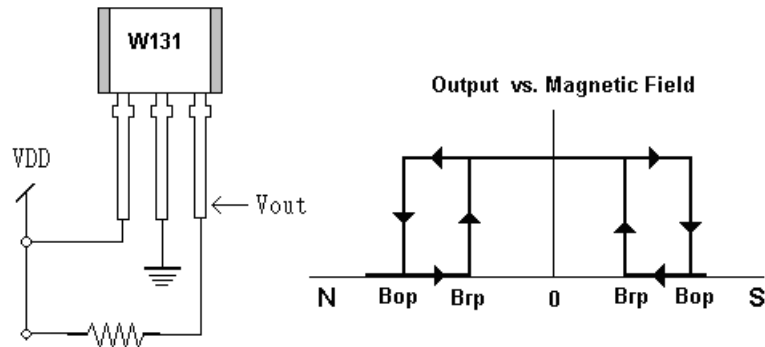 W131
VDD
Vout
Output vs. Magnetic Field
N Bop Brp 0 Brp Bop S